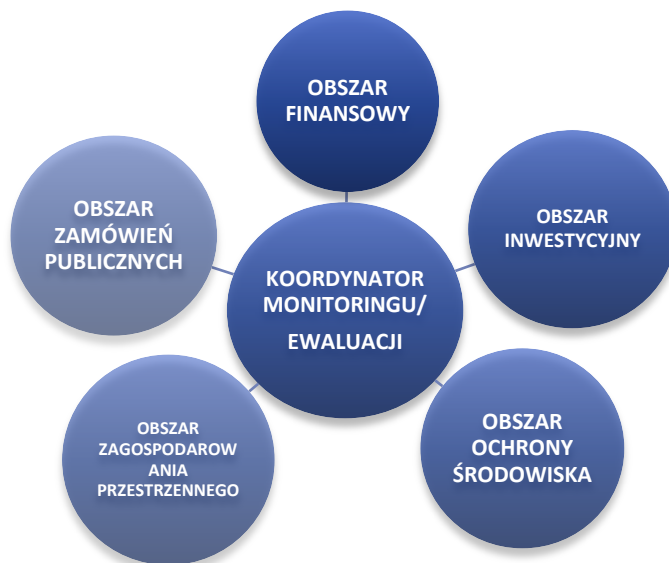 OBSZAR
FINANSOWY
OBSZAR
INWESTYCYJNY
OBSZAR
OCHRONY
ŚRODOWISKA
OBSZAR
ZAGOSPODAROW
ANIA
PRZESTRZENNEGO
OBSZAR
ZAMÓWIEŃ
PUBLICZNYCH
KOORDYNATOR
MONITORINGU/
EWALUACJI